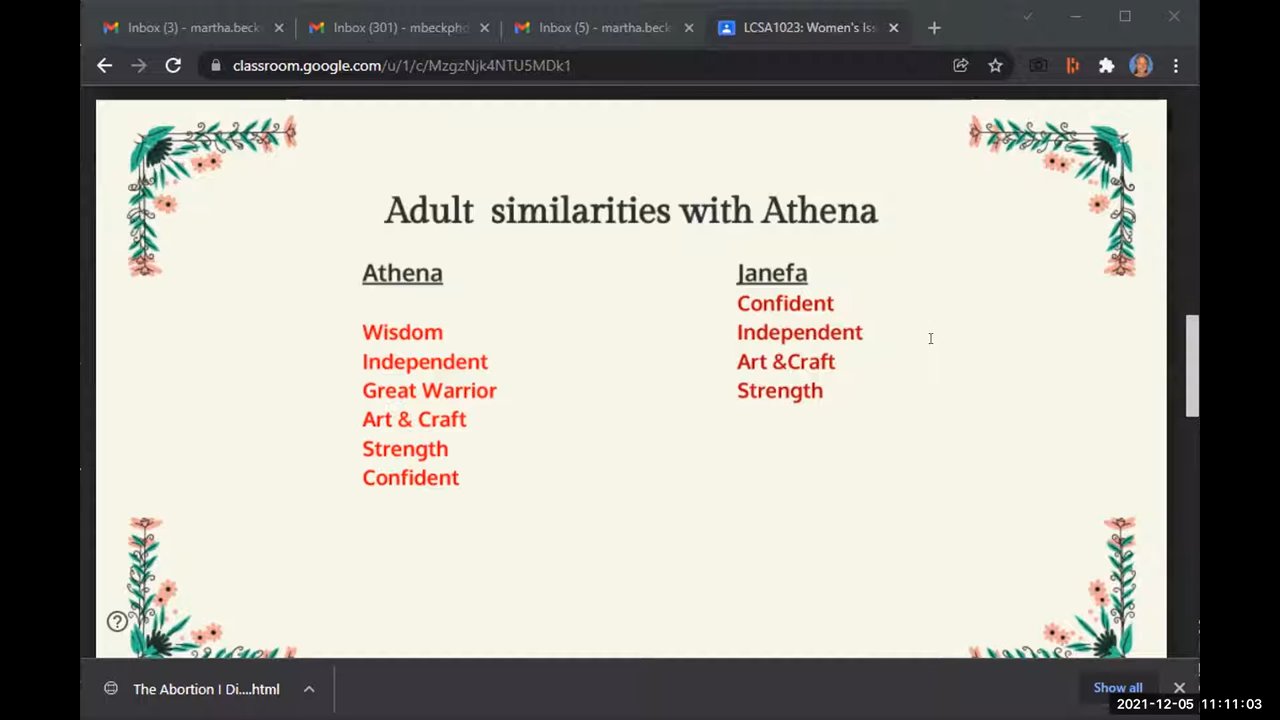 Inbox (3) - martha.beck
Inbox (301) - mbeckpho
Inbox (5) - martha.beck
LCSA1023: Women's Iss
classroom.google.com/u/1/c/MzgzNjk4NTU5MDk1
Adult similarities with Athena
Athena
Wisdom
Independent
Great Warrior
Art & Craft
Strength
Confident
Janefa
Confident
Independent
Art &Craft
Strength
?
The Abortion I Di....html
Show all
2021-12-05 11:11:03